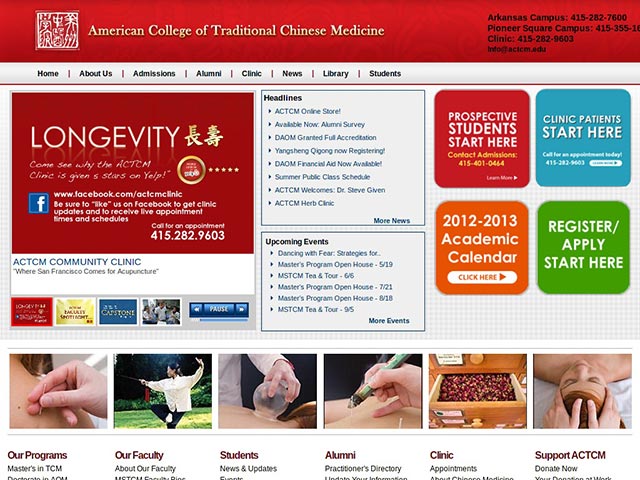 American College of Traditional Chinese Medicine
Arkansas Campus: 415-282-7600
Pioneer Square Campus: 415-355-16
Clinic: 415-282-9603
Info@actcm.edu
Home | About Us | Admissions | Alumni | Clinic | News | Library | Students
LONGEVITY 長壽
Come see why the ACTCM
Clinic is given 5 stars on Yelp!"
www.facebook.com/actcmclinic
Be sure to "like" us on Facebook to get clinic
updates and to receive live appointment
times and schedules
Call for an appointment
415.282.9603
ACTCM COMMUNITY CLINIC
"Where San Francisco Comes for Acupuncture"
LONGEVITY
FACULTY
SPOTLIGHT
CAPSTONE
PAUSE
Headlines
ACTCM Online Store!
Available Now: Alumni Survey
DAOM Granted Full Accreditation
Yangsheng Qigong now Registering!
DAOM Financial Aid Now Available!
Summer Public Class Schedule
ACTCM Welcomes: Dr. Steve Given
ACTCM Herb Clinic
More News
Upcoming Events
Dancing with Fear: Strategies for..
Master's Program Open House - 5/19
MSTCM Tea & Tour - 6/6
Master's Program Open House - 7/21
Master's Program Open House - 8/18
MSTCM Tea & Tour - 9/5
More Events
PROSPECTIVE
STUDENTS
START HERE
Contact Admissions:
415-401-0464
Learn More
CLINIC PATIENTS
START HERE
Call for an appointment today!
415-282-9603
LEARN MORE
2012-2013
Academic
Calendar
CLICK HERE
REGISTER/
APPLY
START HERE
Our Programs
Master's in TCM
Doctorate in AOM
Our Faculty
About Our Faculty
MSTCM Faculty Bios
Students
News & Updates
Events
Alumni
Practitioner's Directory
Update Your Information
Clinic
Appointments
About Chinese Medicine
Support ACTCM
Donate Now
Your Donation at Work